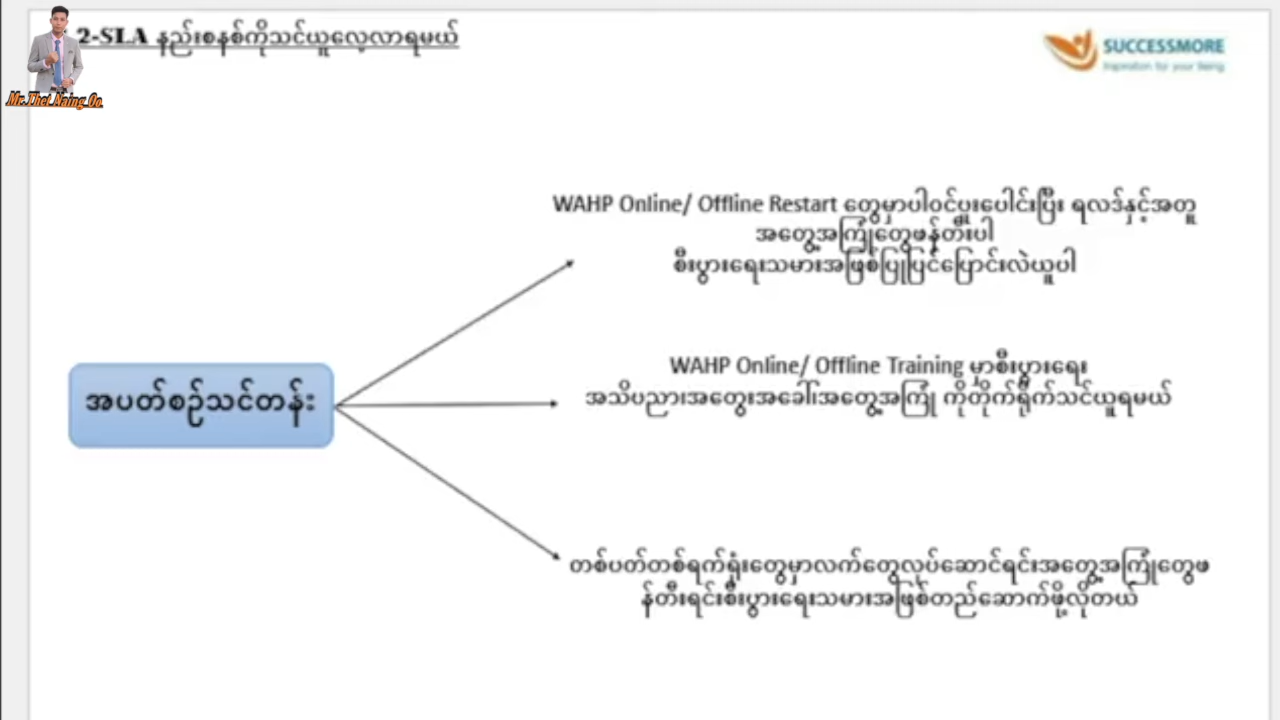 2-SLA နည်းစနစ်ကိုသင်ယူလေ့လာရမယ်
SUCCESSMORE
Inspiration for your Being
Mr.Thet Naing Oo
WAHP Online/ Offline Restart တွေမှာပါဝင်ပူးပေါင်းပြီး ရလဒ်နှင့်အတူ
အတွေ့အကြုံတွေဖန်တီးပါ
စီးပွားရေးသမားအဖြစ်ပြုပြင်ပြောင်းလဲယူပါ
အပတ်စဉ်သင်တန်း
WAHP Online/ Offline Training မှာစီးပွားရေး
အသိပညာ၊အတွေးအခေါ်၊အတွေ့အကြုံ ကိုတိုက်ရိုက်သင်ယူရမယ်
တစ်ပတ်တစ်ရက်ရုံးတွေမှာလက်တွေ့လုပ်ဆောင်ရင်းအတွေ့အကြုံတွေဖ
န်တီးရင်းစီးပွားရေးသမားအဖြစ်တည်ဆောက်ဖို့လိုတယ်